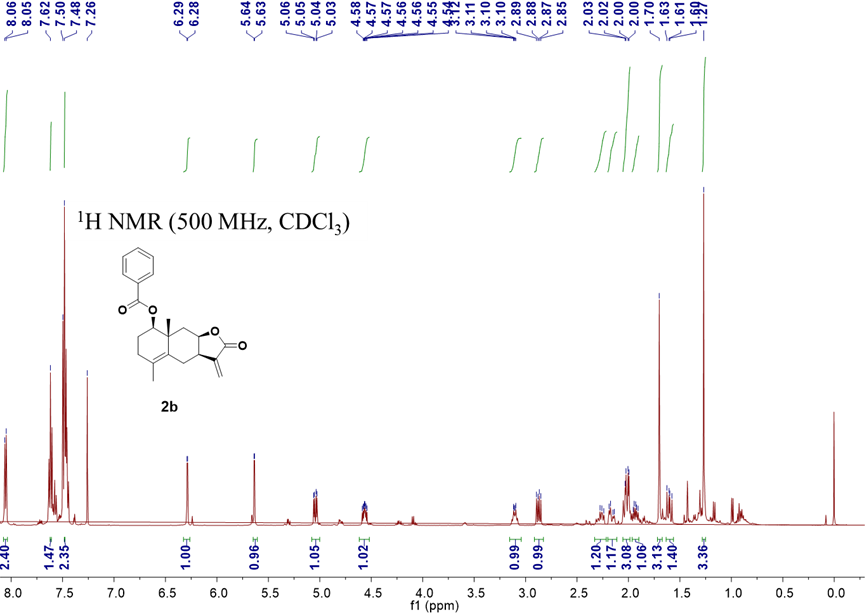 8.06 8.05 7.62 7.50 7.48 7.26 6.29 6.28 5.64 5.63 5.06 5.05 5.04 5.03 4.58 4.57 4.57 4.56 4.56 4.55 4.54 3.12 3.11 3.10 3.10 2.89 2.88 2.87 2.85 2.03 2.02 2.00 2.00 1.70 1.63 1.61 1.60 1.27
¹H NMR (500 MHz, CDCl₃)
O
O
O
O
2b
2.40 1.47 2.35 1.00 0.96 1.05 1.02 0.99 0.99 1.20 1.17 3.08 1.06 3.13 1.40 3.36
8.0 7.5 7.0 6.5 6.0 5.5 5.0 4.5 4.0 3.5 3.0 2.5 2.0 1.5 1.0 0.5 0.0
f1 (ppm)